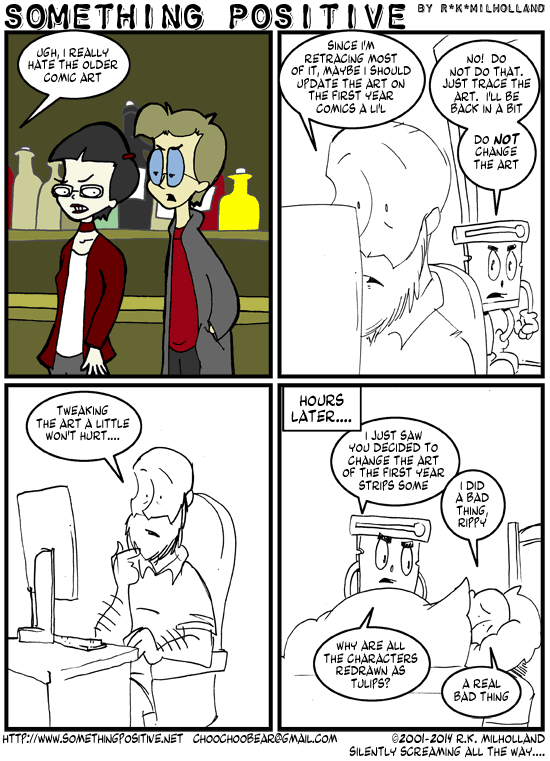 SOMETHING POSITIVE BY R*K*MILHOLLAND
UGH, I REALLY
HATE THE OLDER
COMIC ART
SINCE I'M
RETRACING MOST
OF IT, MAYBE I SHOULD
UPDATE THE ART ON
THE FIRST YEAR
COMICS A LI'L
NO! DO
NOT DO THAT.
JUST TRACE THE
ART. I'LL BE
BACK IN A BIT
DO NOT
CHANGE
THE ART
TWEAKING
THE ART A LITTLE
WON'T HURT....
HOURS
LATER....
I JUST SAW
YOU DECIDED TO
CHANGE THE ART
OF THE FIRST YEAR
STRIPS SOME
I DID
A BAD
THING,
RIPPY
WHY ARE ALL
THE CHARACTERS
REDRAWN AS
TULIPS?
A REAL
BAD THING
HTTP://WWW.SOMETHINGPOSITIVE.NET CHOOCHOOBEAR@GMAIL.COM
©2001-2014 R.K. MILHOLLAND
SILENTLY SCREAMING ALL THE WAY....